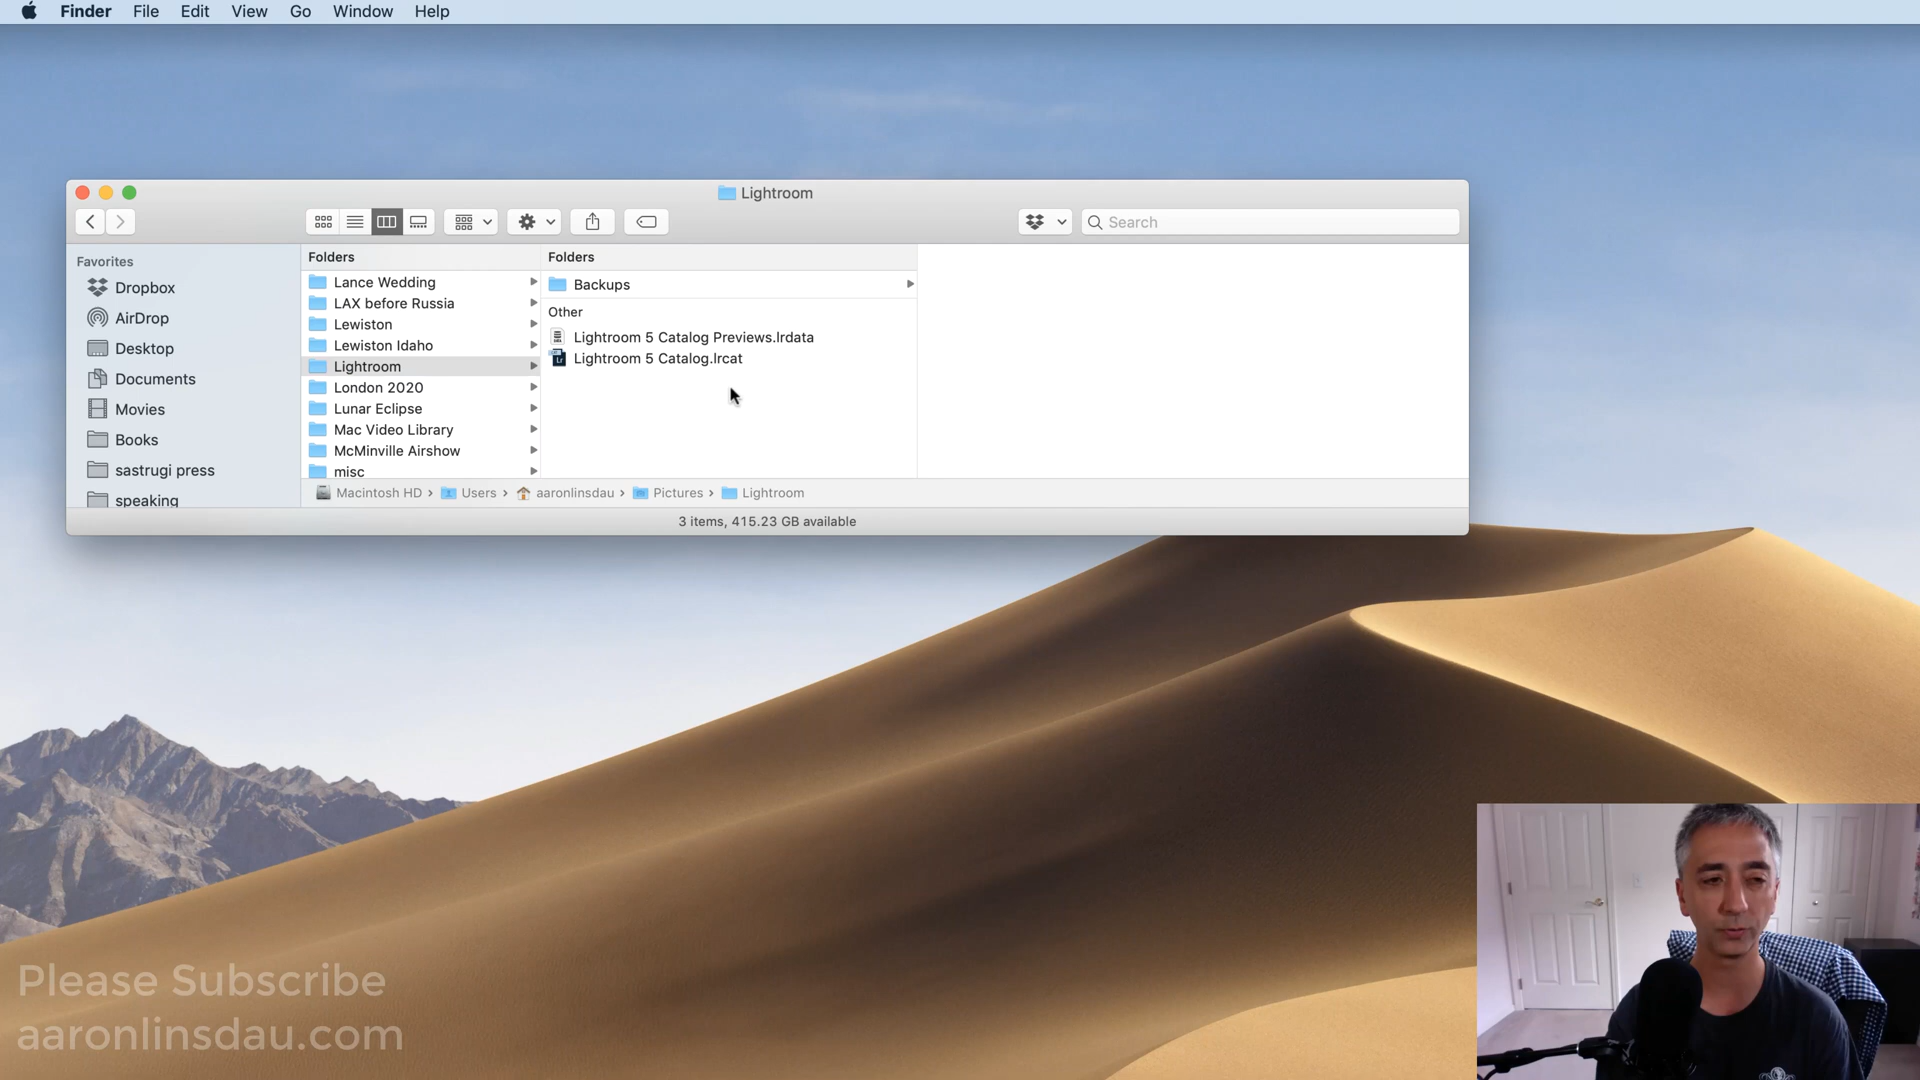 Finder File Edit View Go Window Help
Lightroom
Search
Favorites
Dropbox
AirDrop
Desktop
Documents
Movies
Books
sastrugi press
speaking
Folders
Lance Wedding
LAX before Russia
Lewiston
Lewiston Idaho
Lightroom
London 2020
Lunar Eclipse
Mac Video Library
McMinville Airshow
misc
Folders
Backups
Other
Lightroom 5 Catalog Previews.lrdata
Lightroom 5 Catalog.lrcat
Macintosh HD › Users › aaronlinsdau › Pictures › Lightroom
3 items, 415.23 GB available
Please Subscribe
aaronlinsdau.com